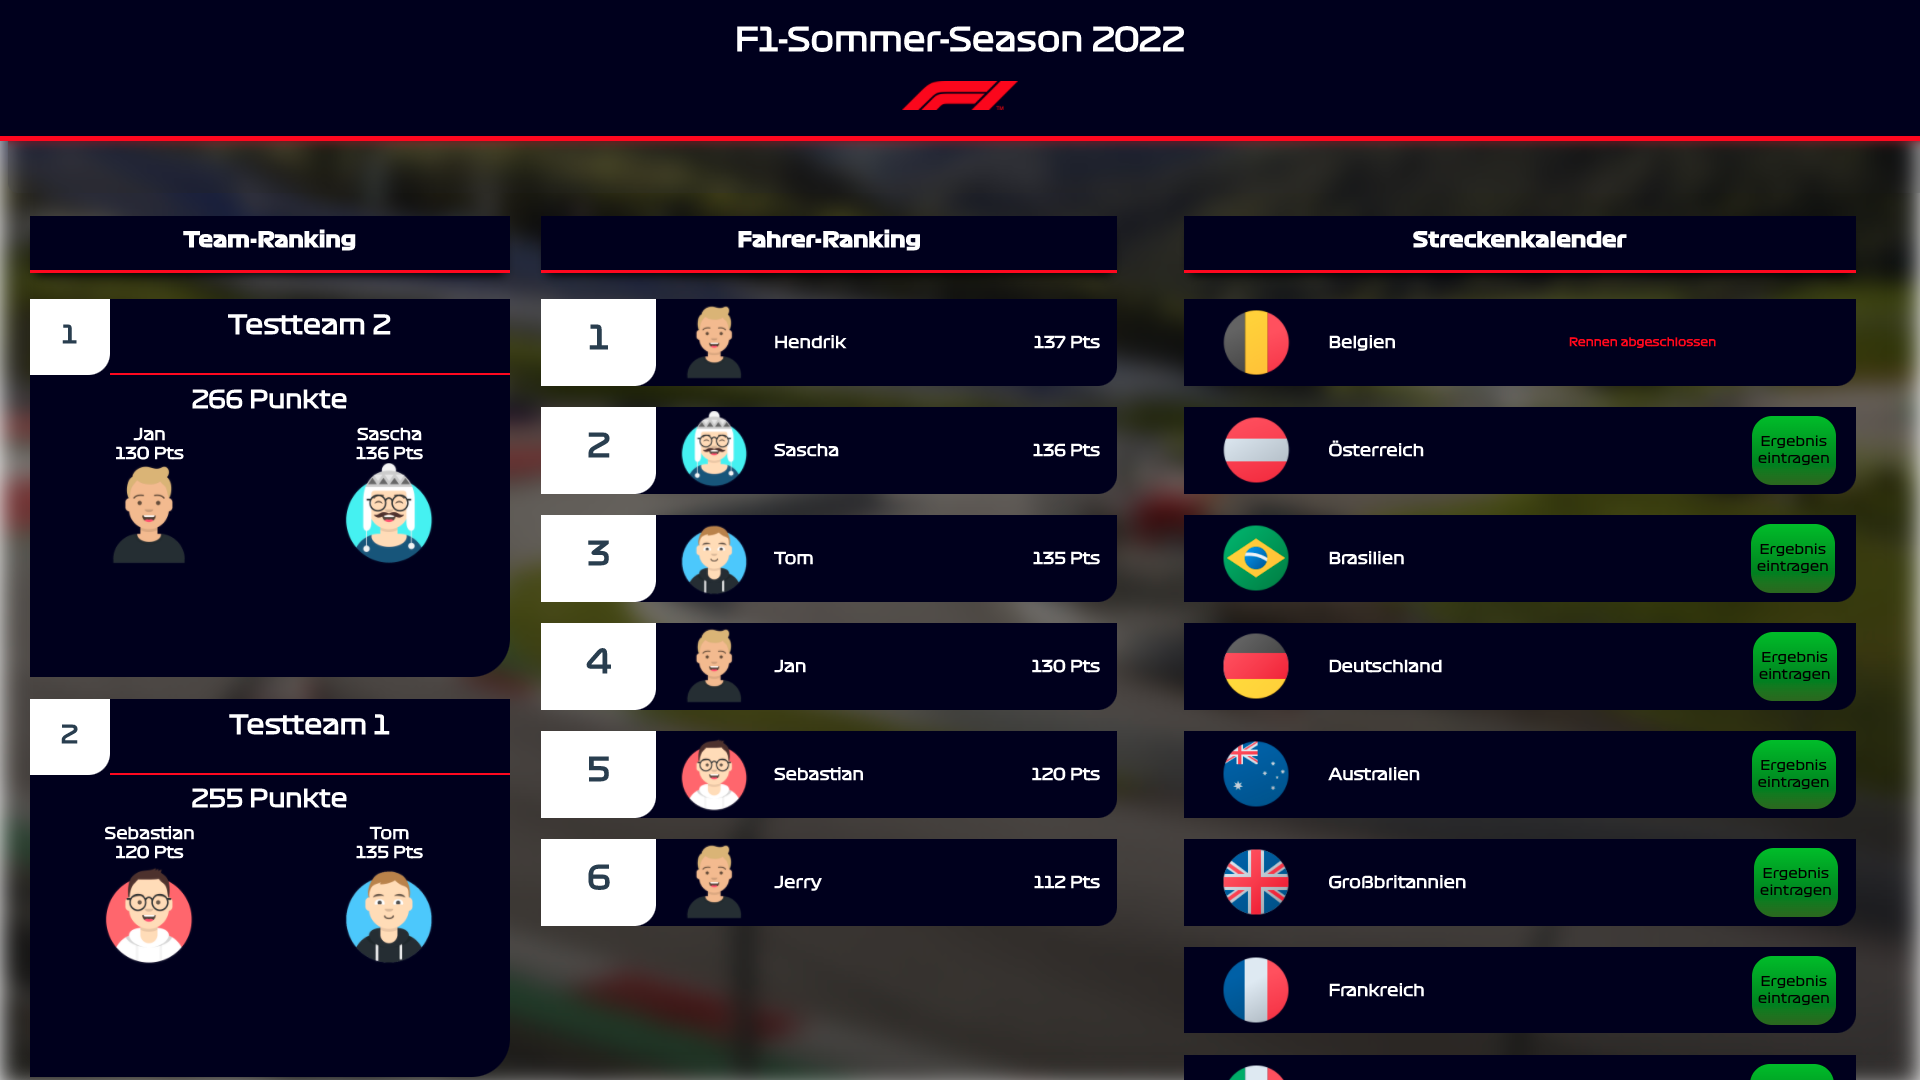 F1-Sommer-Season 2022
F1
Team-Ranking
1
Testteam 2
266 Punkte
Jan
130 Pts
Sascha
136 Pts
2
Testteam 1
255 Punkte
Sebastian
120 Pts
Tom
135 Pts
Fahrer-Ranking
1 Hendrik 137 Pts
2 Sascha 136 Pts
3 Tom 135 Pts
4 Jan 130 Pts
5 Sebastian 120 Pts
6 Jerry 112 Pts
Streckenkalender
Belgien Rennen abgeschlossen
Österreich
Ergebnis
eintragen
Brasilien
Ergebnis
eintragen
Deutschland
Ergebnis
eintragen
Australien
Ergebnis
eintragen
Großbritannien
Ergebnis
eintragen
Frankreich
Ergebnis
eintragen